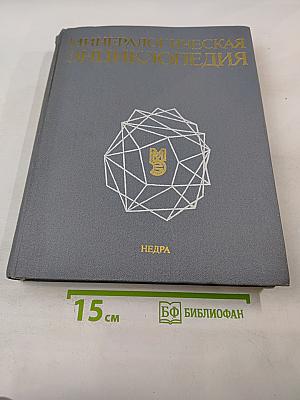 МИНЕРАЛОГИЧЕСКАЯ
ЭНЦИКЛОПЕДИЯ
МЭ
НЕДРА
15 см
БФ БИБЛИОФАН